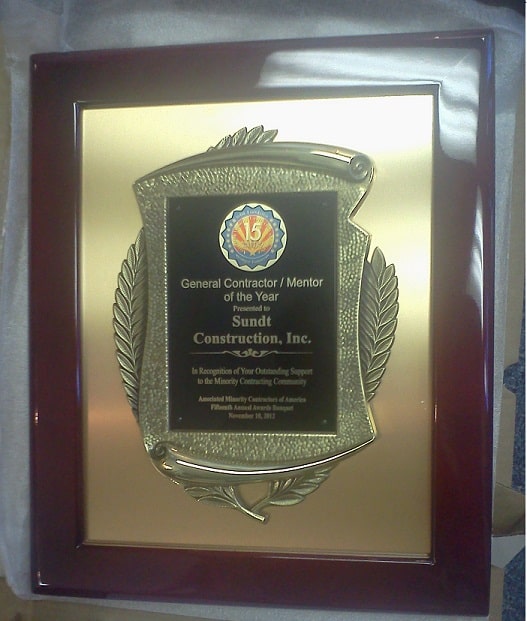 15
General Contractor / Mentor
of the Year
Presented to
Sundt
Construction, Inc.
In Recognition of Your Outstanding Support
to the Minority Contracting Community
Associated Minority Contractors of America
Fifteenth Annual Awards Banquet
November 10, 2012